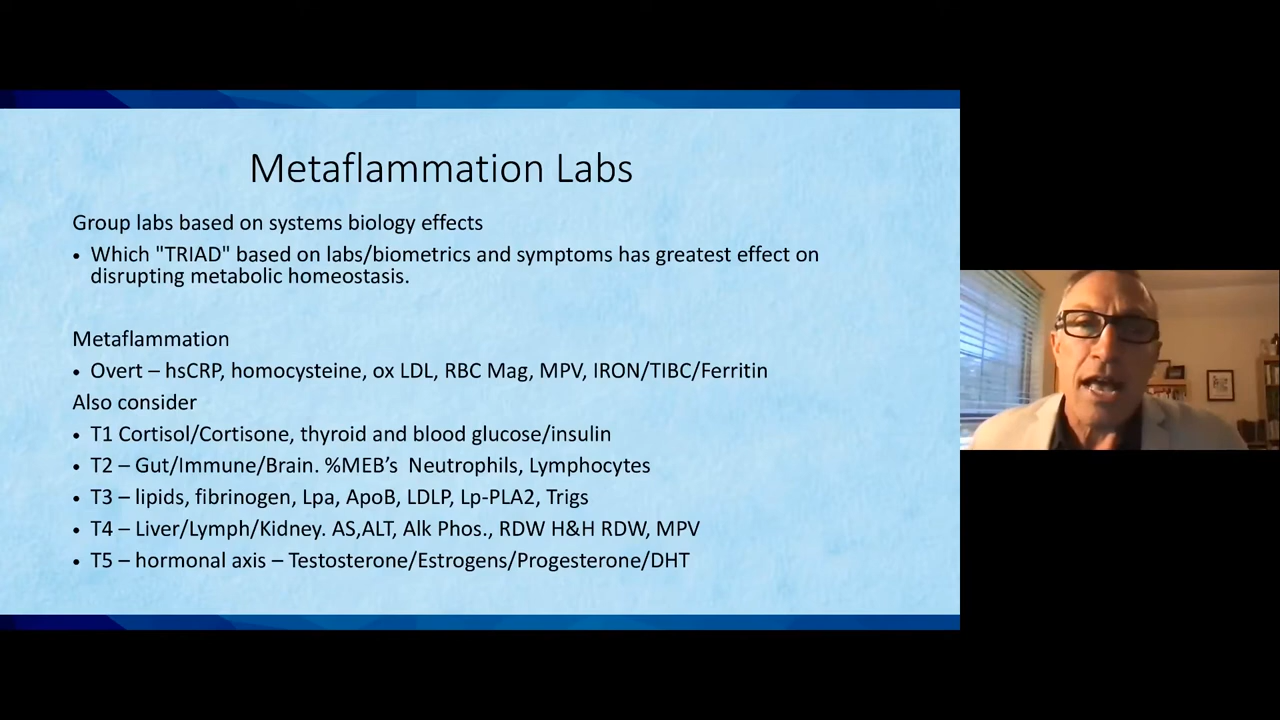 Metaflammation Labs
Group labs based on systems biology effects
• Which "TRIAD" based on labs/biometrics and symptoms has greatest effect on
disrupting metabolic homeostasis.
Metaflammation
• Overt – hsCRP, homocysteine, ox LDL, RBC Mag, MPV, IRON/TIBC/Ferritin
Also consider
• T1 Cortisol/Cortisone, thyroid and blood glucose/insulin
• T2 – Gut/Immune/Brain. %MEB’s  Neutrophils, Lymphocytes
• T3 – lipids, fibrinogen, Lpa, ApoB, LDLP, Lp-PLA2, Trigs
• T4 – Liver/Lymph/Kidney. AS,ALT, Alk Phos., RDW H&H RDW, MPV
• T5 – hormonal axis – Testosterone/Estrogens/Progesterone/DHT